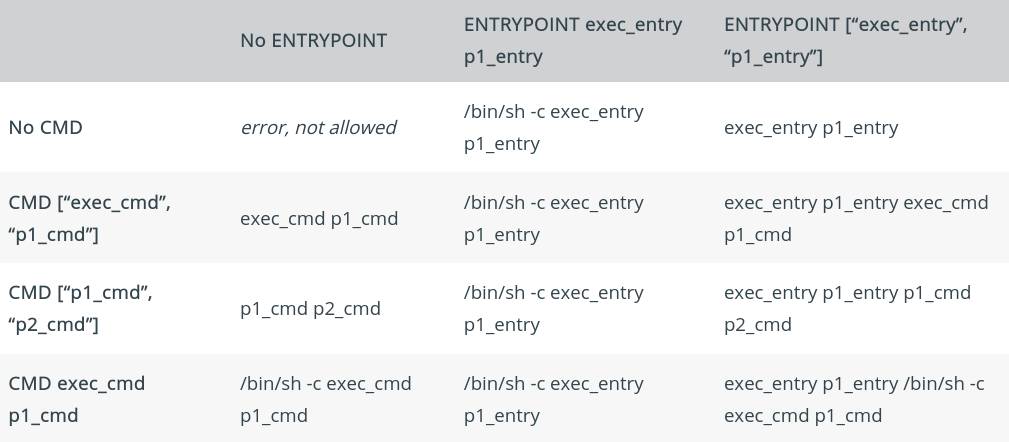 No ENTRYPOINT
ENTRYPOINT exec_entry
p1_entry
ENTRYPOINT [“exec_entry”,
“p1_entry”]
No CMD
error, not allowed
/bin/sh -c exec_entry
p1_entry
exec_entry p1_entry
CMD [“exec_cmd”,
“p1_cmd”]
exec_cmd p1_cmd
/bin/sh -c exec_entry
p1_entry
exec_entry p1_entry exec_cmd
p1_cmd
CMD [“p1_cmd”,
“p2_cmd”]
p1_cmd p2_cmd
/bin/sh -c exec_entry
p1_entry
exec_entry p1_entry p1_cmd
p2_cmd
CMD exec_cmd
p1_cmd
/bin/sh -c exec_cmd
p1_cmd
/bin/sh -c exec_entry
p1_entry
exec_entry p1_entry /bin/sh -c
exec_cmd p1_cmd